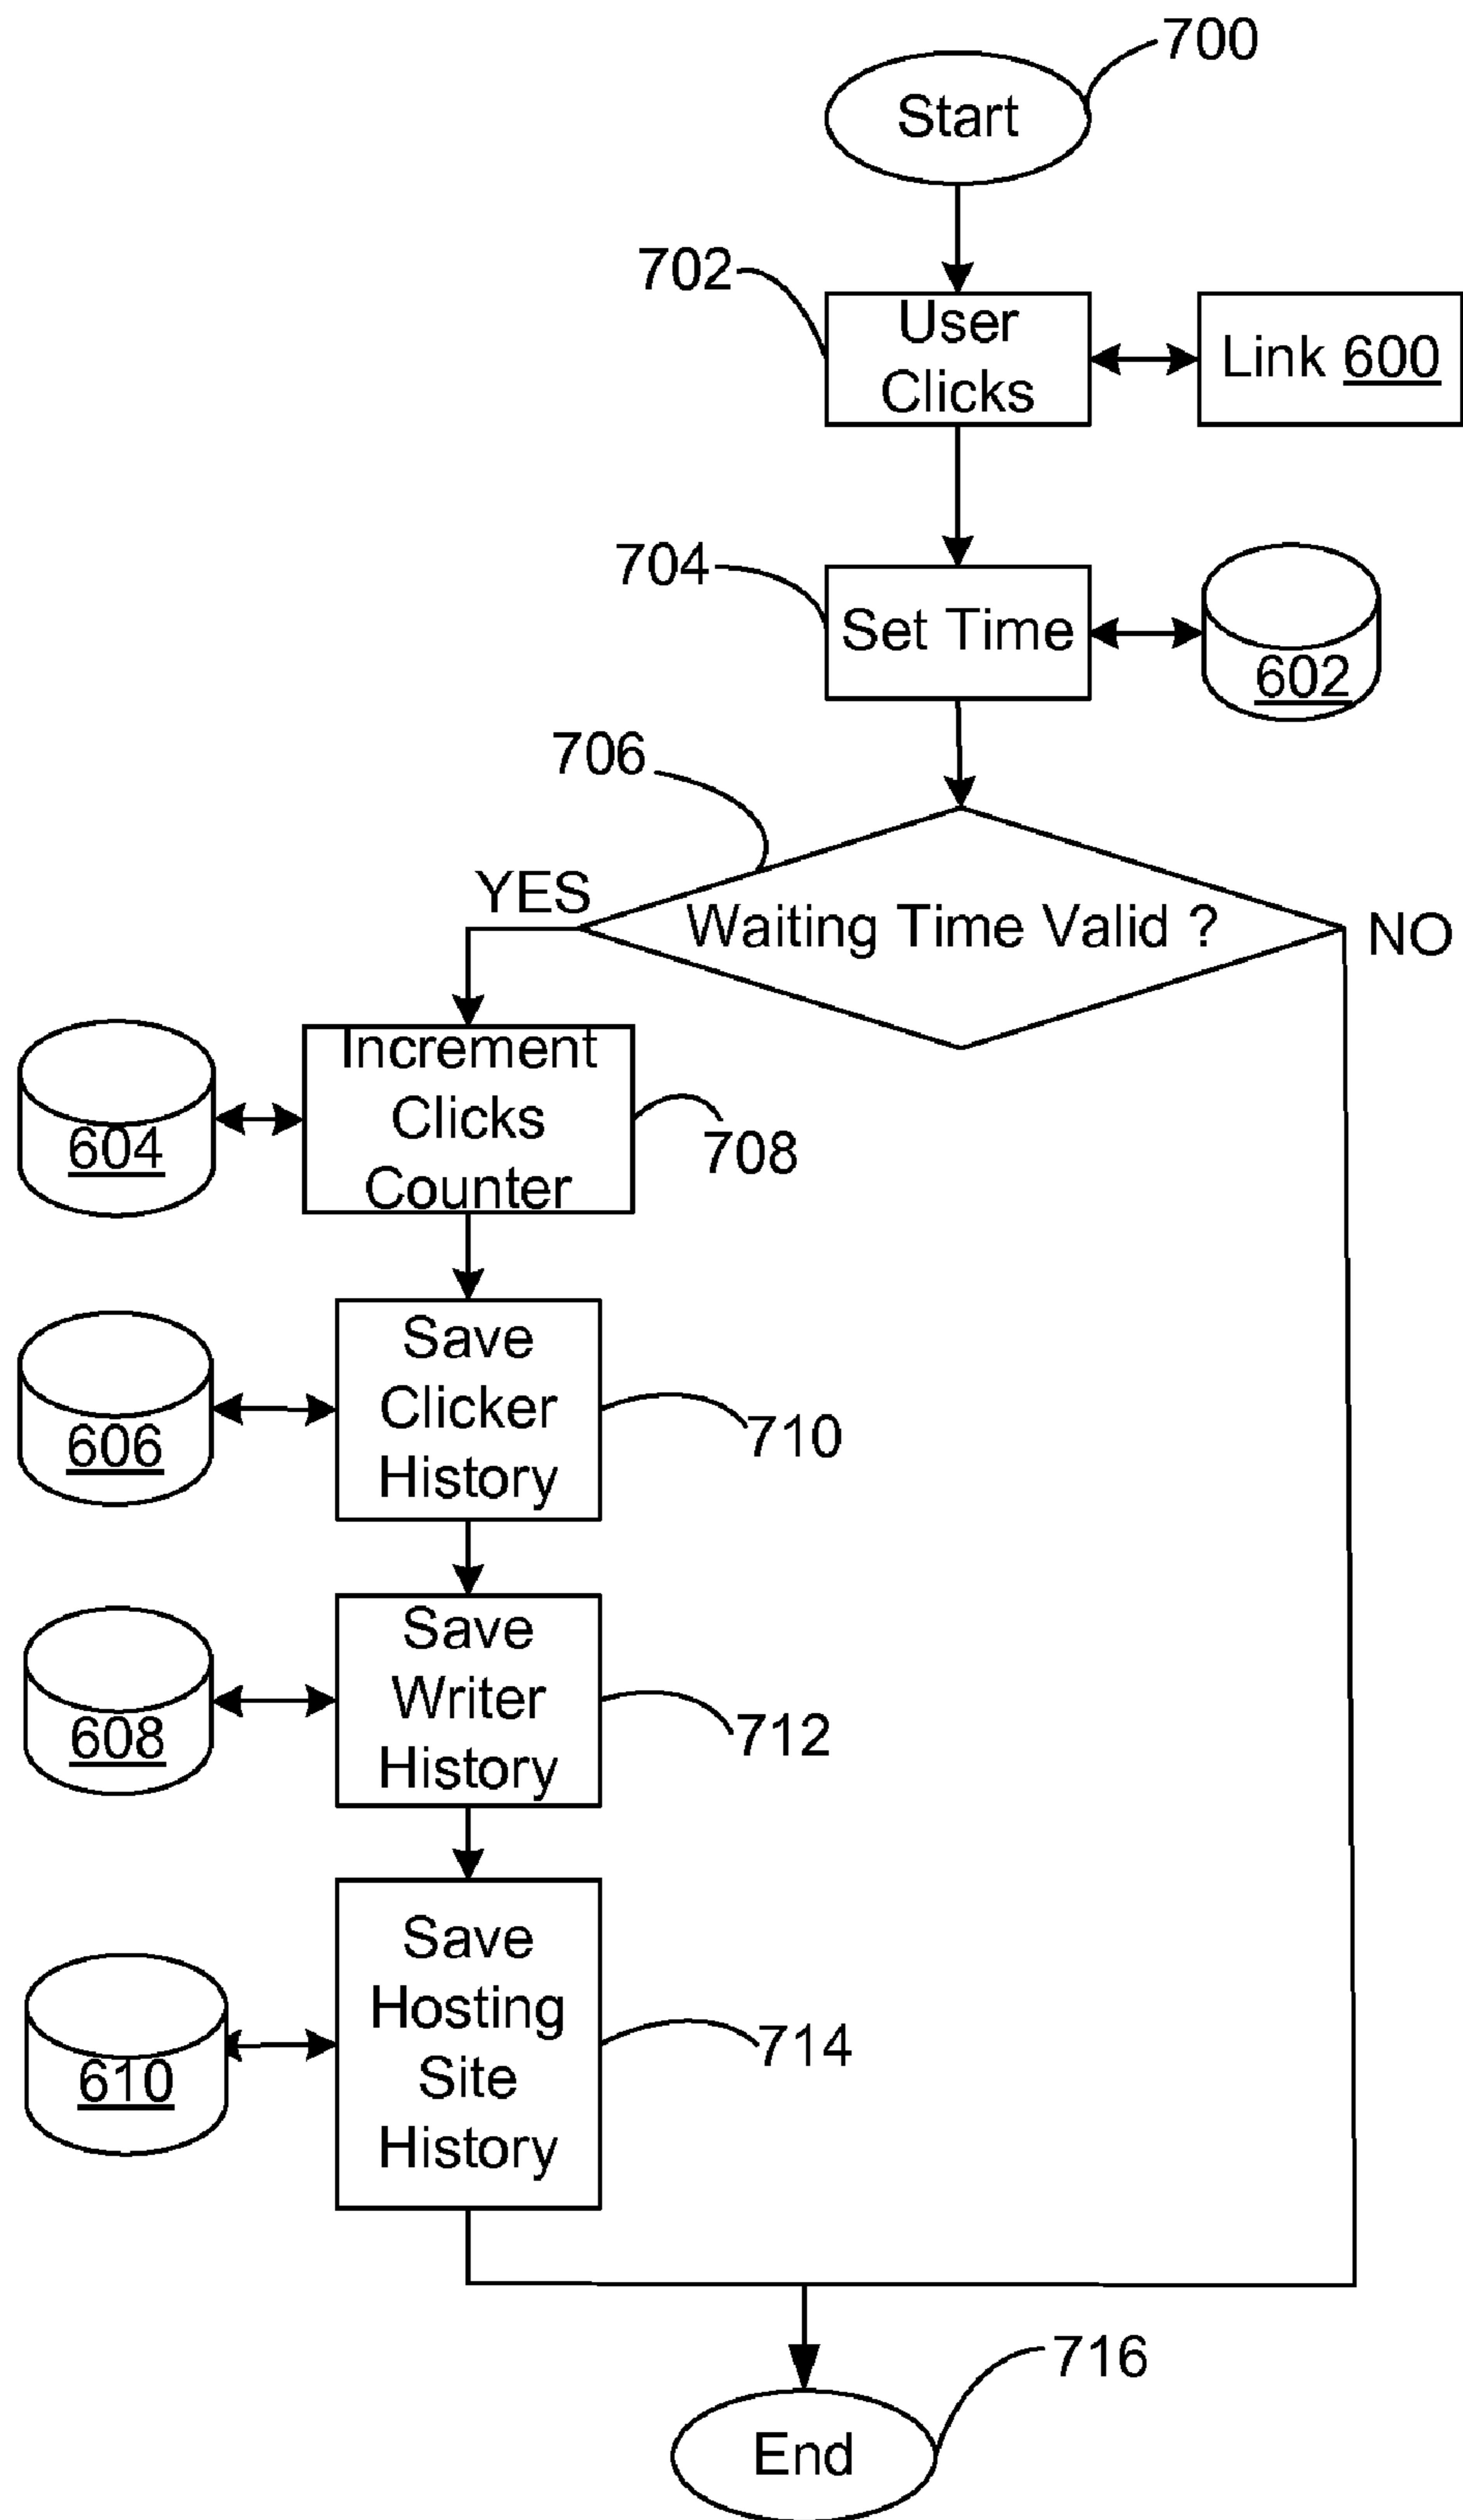 700
Start
702
User
Clicks
Link 600
704
Set Time
602
706
YES
Waiting Time Valid ?
NO
604
Increment
Clicks
Counter
708
606
Save
Clicker
History
710
608
Save
Writer
History
712
610
Save
Hosting
Site
History
714
716
End